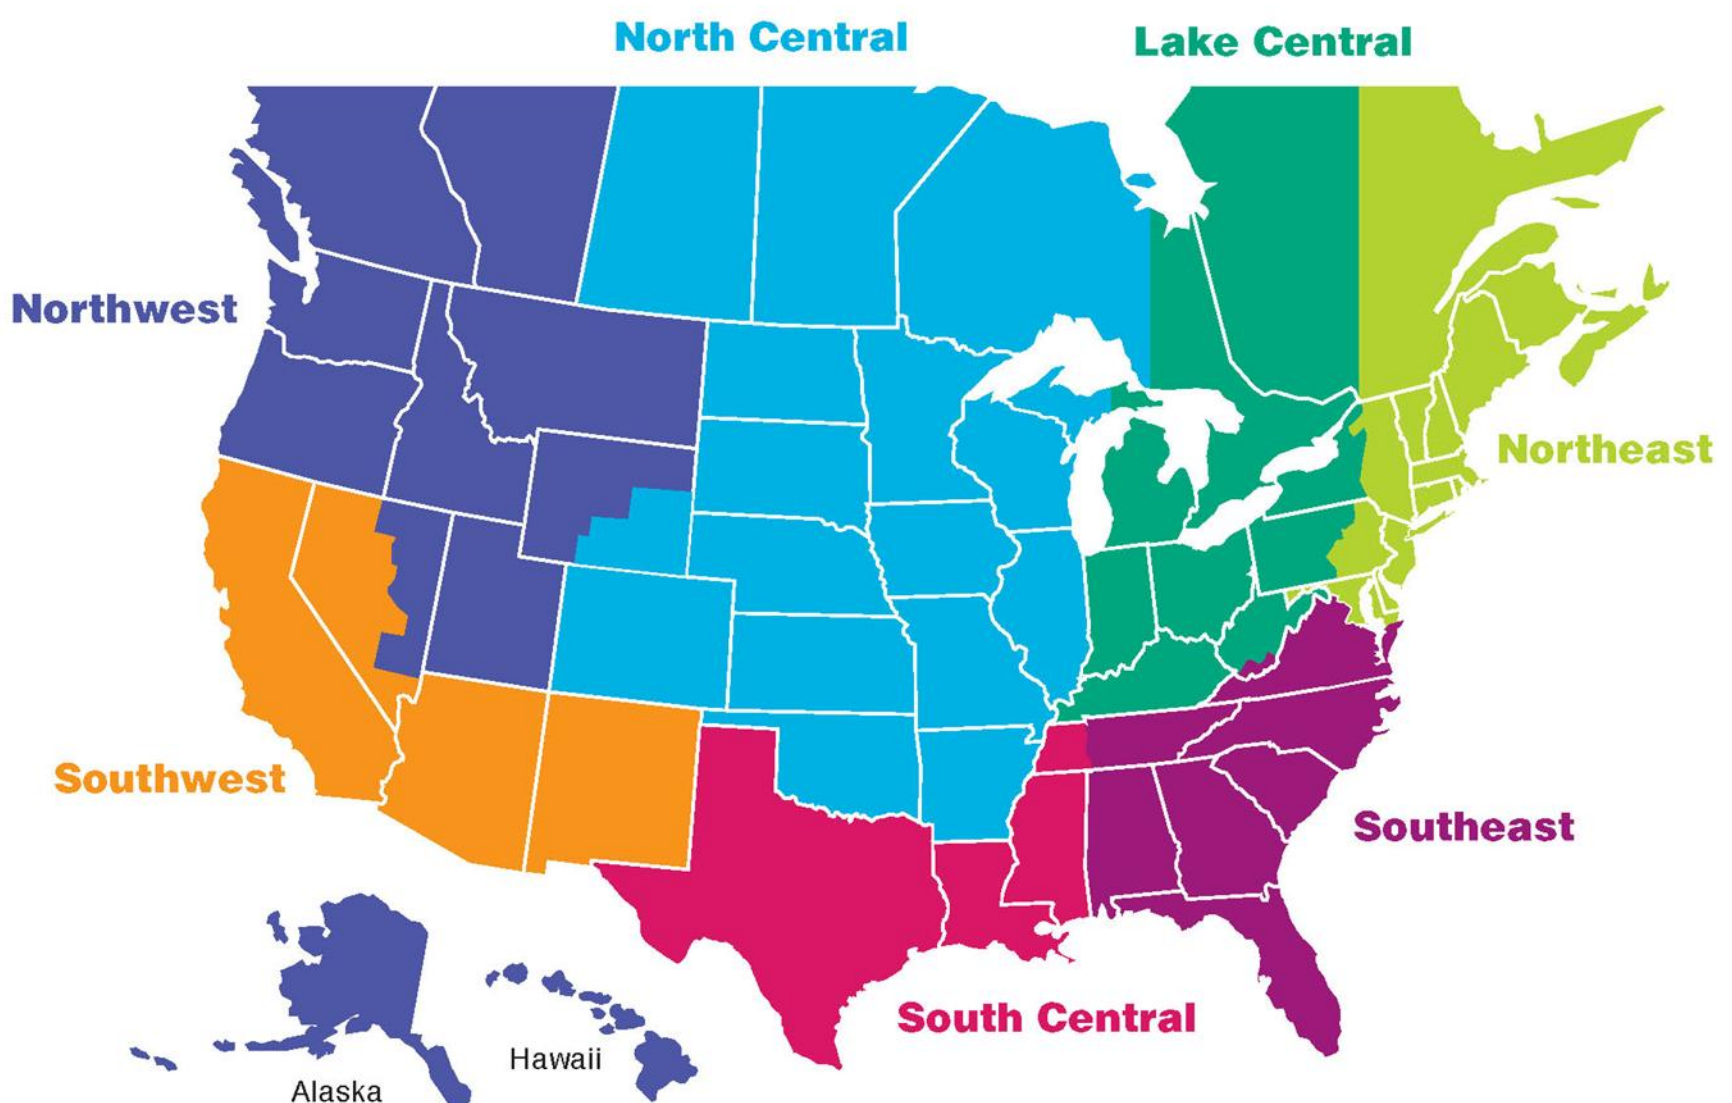 North Central
Lake Central
Northwest
Northeast
Southwest
Southeast
South Central
Hawaii
Alaska